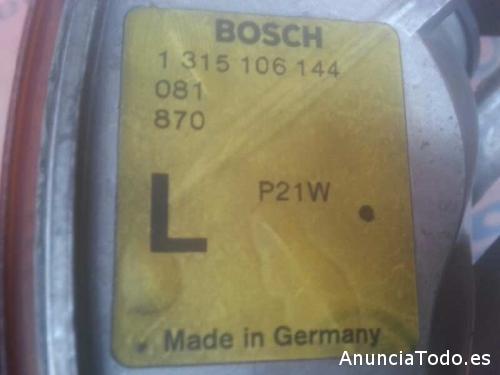 BOSCH
1 315 106 144
081
870
L
P21W
Made in Germany
AnunciaTodo.es